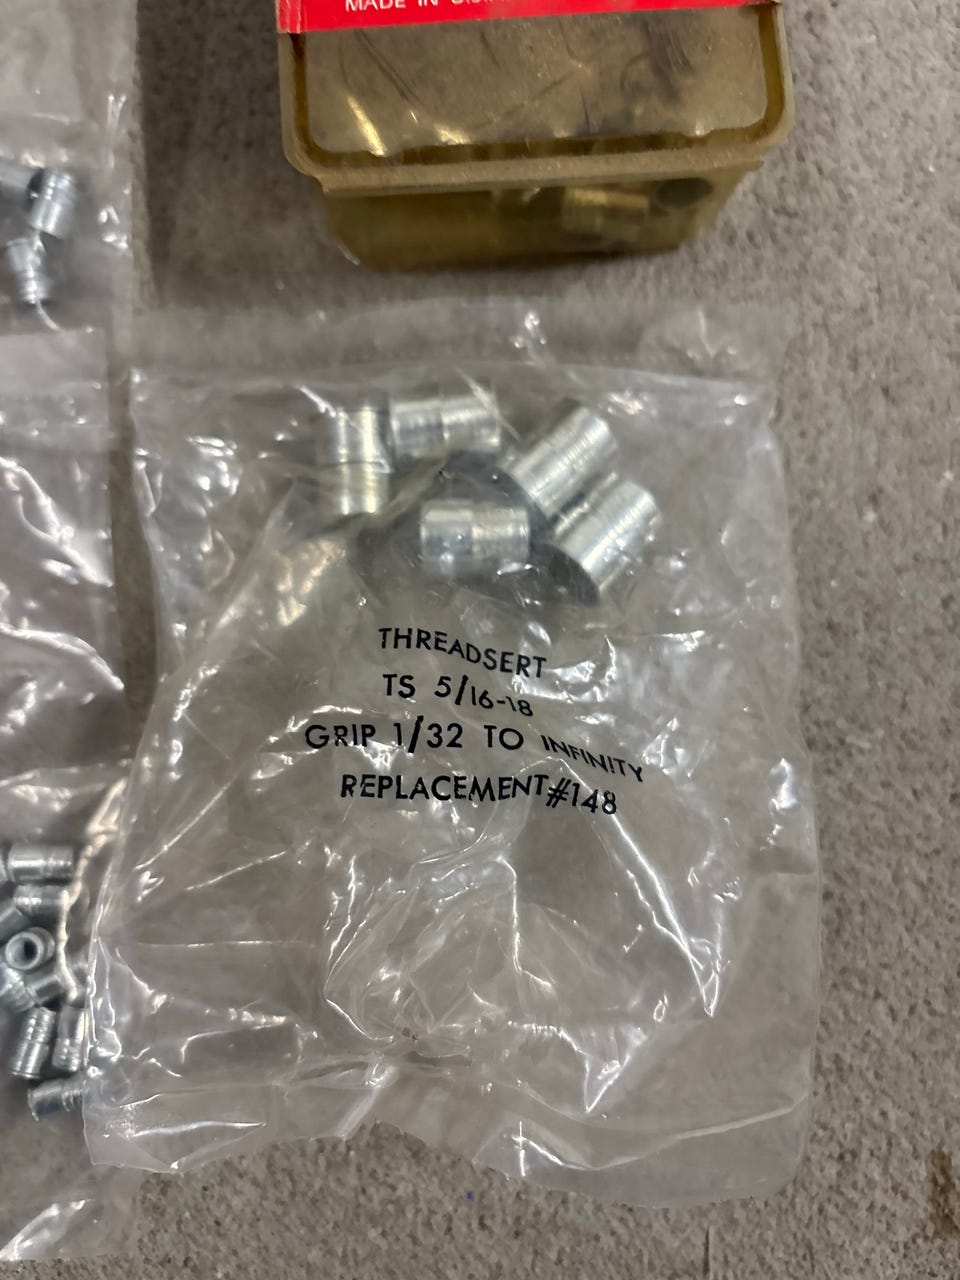 MADE IN U.S.A.
THREADSERT
TS 5/16-18
GRIP 1/32 TO INFINITY
REPLACEMENT#148